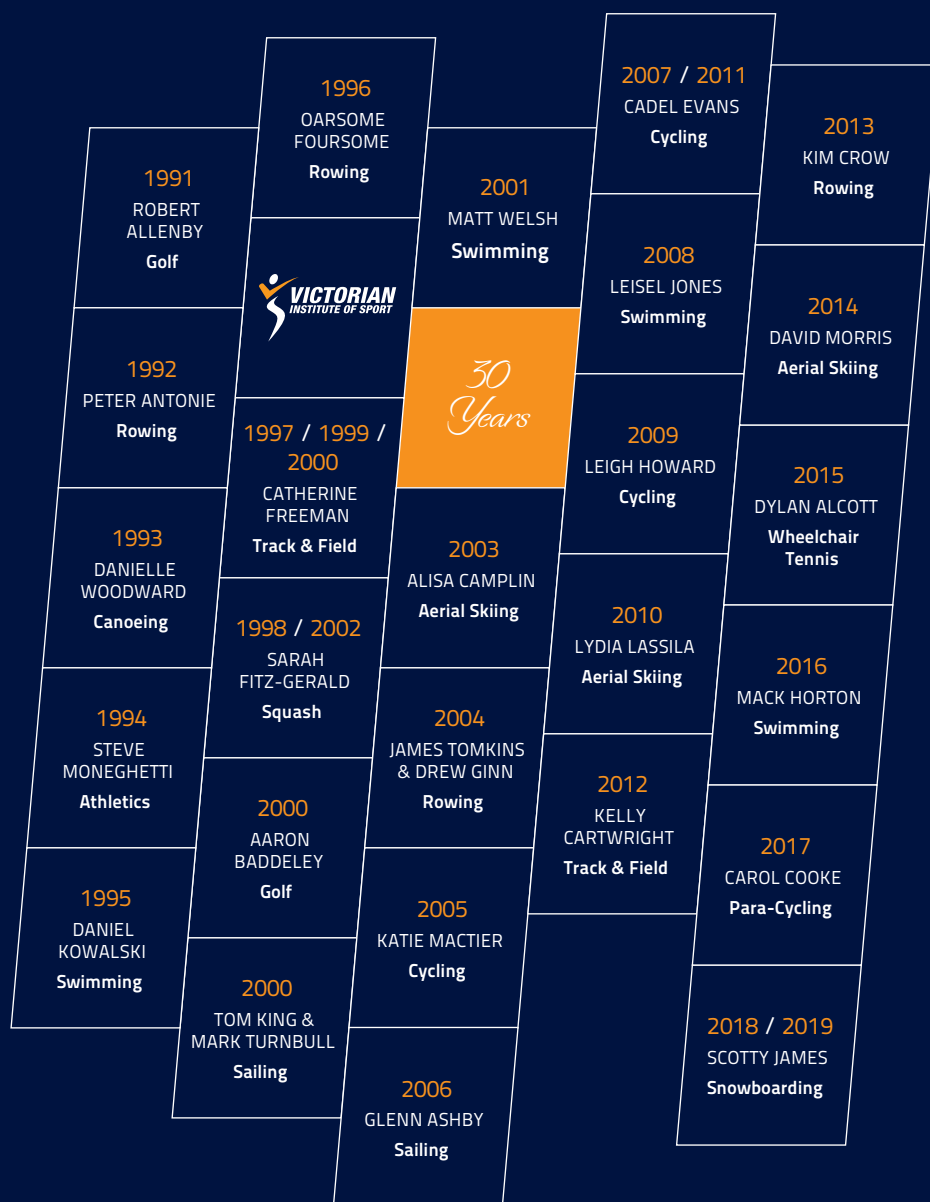 1991
ROBERT
ALLENBY
Golf
1992
PETER ANTONIE
Rowing
1993
DANIELLE
WOODWARD
Canoeing
1994
STEVE
MONEGHETTI
Athletics
1995
DANIEL
KOWALSKI
Swimming
1996
OARSOME
FOURSOME
Rowing
VICTORIAN
INSTITUTE OF SPORT
1997 / 1999 /
2000
CATHERINE
FREEMAN
Track & Field
1998 / 2002
SARAH
FITZ-GERALD
Squash
2000
AARON
BADDELEY
Golf
2000
TOM KING &
MARK TURNBULL
Sailing
2001
MATT WELSH
Swimming
30
Years
2003
ALISA CAMPLIN
Aerial Skiing
2004
JAMES TOMKINS
& DREW GINN
Rowing
2005
KATIE MACTIER
Cycling
2006
GLENN ASHBY
Sailing
2007 / 2011
CADEL EVANS
Cycling
2008
LEISEL JONES
Swimming
2009
LEIGH HOWARD
Cycling
2010
LYDIA LASSILA
Aerial Skiing
2012
KELLY
CARTWRIGHT
Track & Field
2013
KIM CROW
Rowing
2014
DAVID MORRIS
Aerial Skiing
2015
DYLAN ALCOTT
Wheelchair
Tennis
2016
MACK HORTON
Swimming
2017
CAROL COOKE
Para-Cycling
2018 / 2019
SCOTTY JAMES
Snowboarding